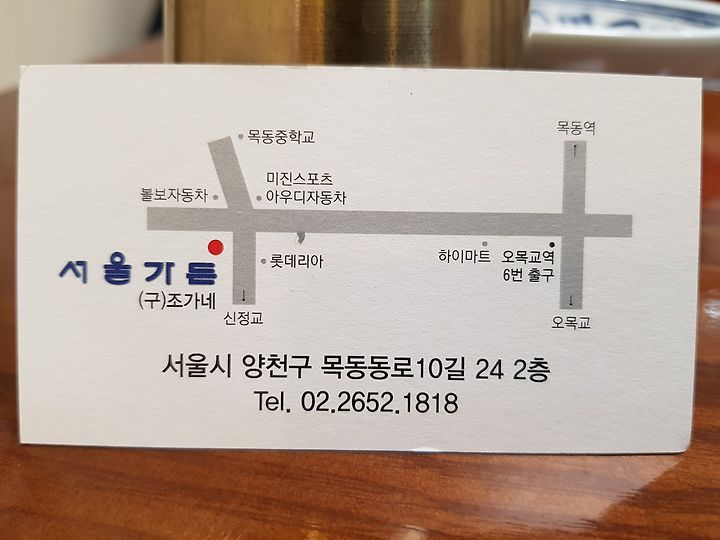 목동중학교
목동역
↑
미진스포츠
볼보자동차
아우디자동차
서울가든
(구)조가네
롯데리아
하이마트
오목교역
6번 출구
↓
신정교
↓
오목교
서울시 양천구 목동동로10길 24 2층
Tel. 02.2652.1818